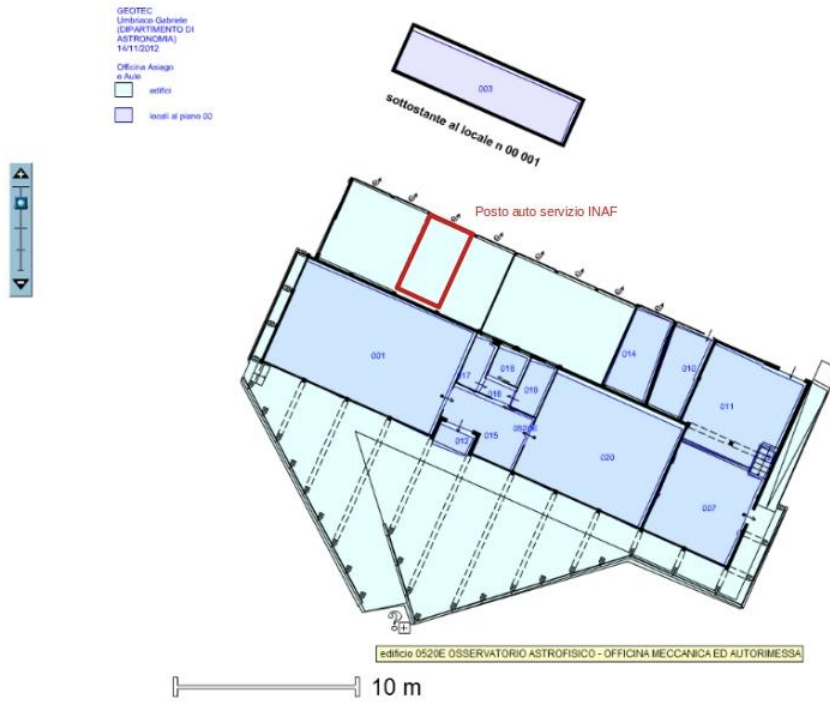 GEOTEC
Umbriaco Gabriele
(DIPARTIMENTO DI
ASTRONOMIA)
14/11/2012
Officina Asiago
e Aule
edifici
locali al piano 00
003
sottostante al locale n 00 001
Posto auto servizio INAF
001
017
018
016
019
014
010
011
012
015
020
007
edificio 0520E OSSERVATORIO ASTROFISICO - OFFICINA MECCANICA ED AUTORIMESSA
10 m